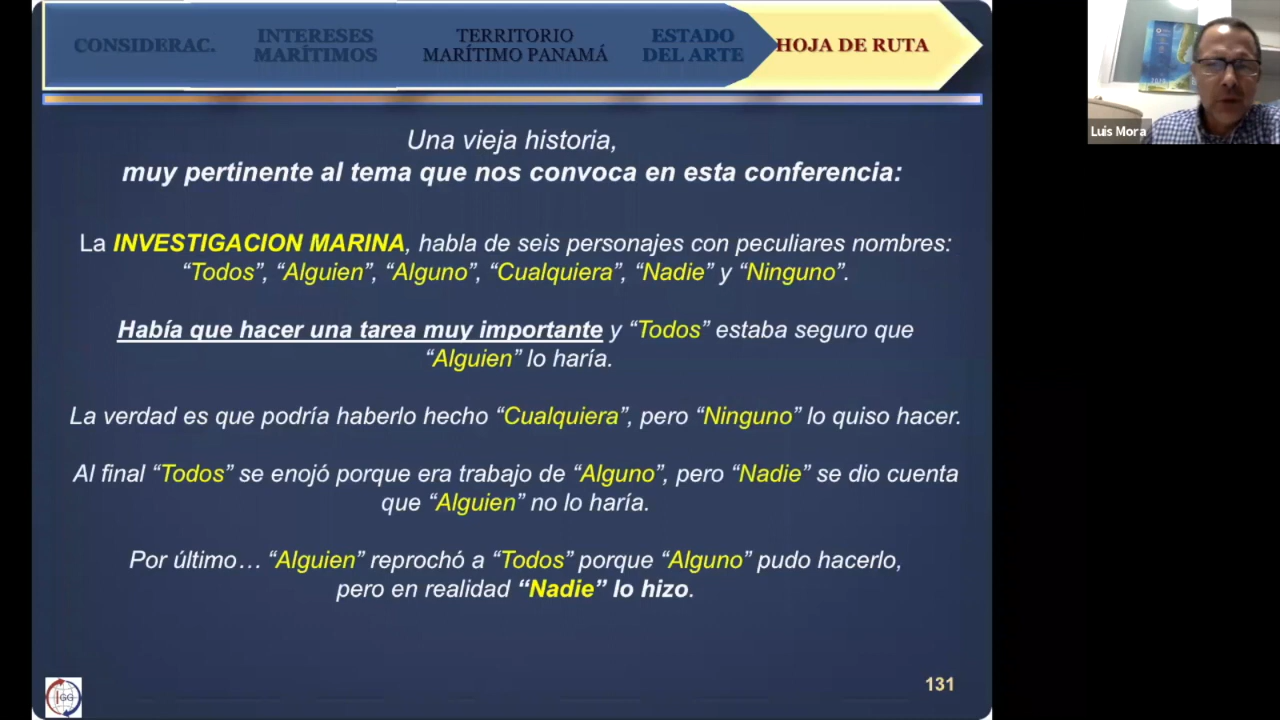 CONSIDERAC.
INTERESES
MARÍTIMOS
TERRITORIO
MARÍTIMO PANAMÁ
ESTADO
DEL ARTE
HOJA DE RUTA
Luis Mora
Una vieja historia,
muy pertinente al tema que nos convoca en esta conferencia:
La INVESTIGACION MARINA, habla de seis personajes con peculiares nombres:
“Todos”, “Alguien”, “Alguno”, “Cualquiera”, “Nadie” y “Ninguno”.
Había que hacer una tarea muy importante y “Todos” estaba seguro que
“Alguien” lo haría.
La verdad es que podría haberlo hecho “Cualquiera”, pero “Ninguno” lo quiso hacer.
Al final “Todos” se enojó porque era trabajo de “Alguno”, pero “Nadie” se dio cuenta
que “Alguien” no lo haría.
Por último… “Alguien” reprochó a “Todos” porque “Alguno” pudo hacerlo,
pero en realidad “Nadie” lo hizo.
131